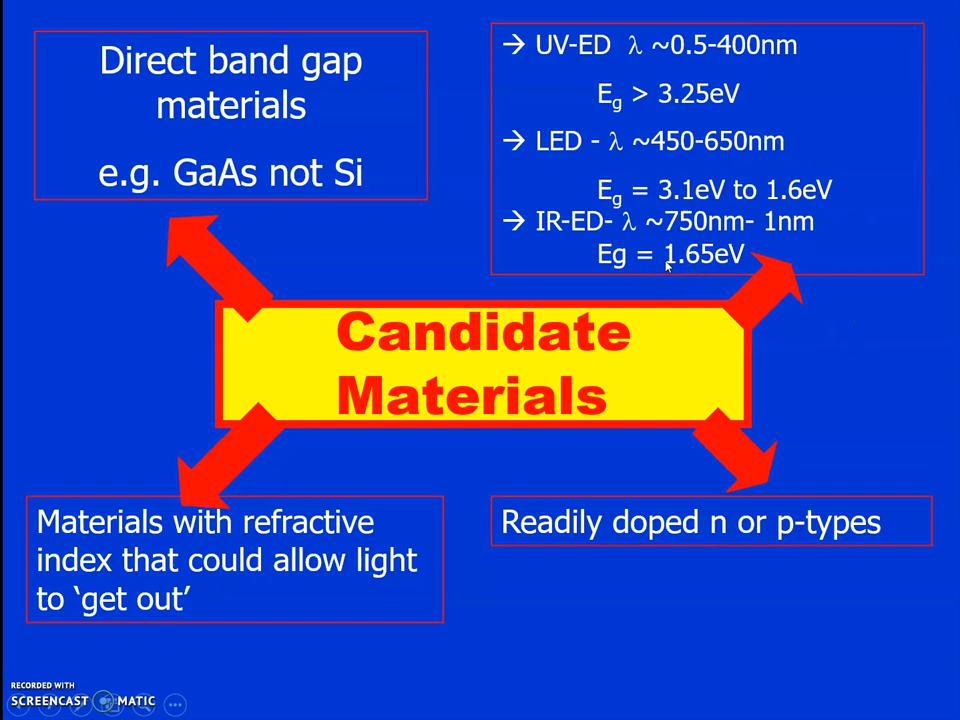 Direct band gap
materials
e.g. GaAs not Si
→ UV-ED λ ~0.5-400nm
Eg > 3.25eV
→ LED - λ ~450-650nm
Eg = 3.1eV to 1.6eV
→ IR-ED- λ ~750nm- 1nm
Eg = 1.65eV
Candidate
Materials
Materials with refractive
index that could allow light
to ‘get out’
Readily doped n or p-types
RECORDED WITH
SCREENCAST MATIC